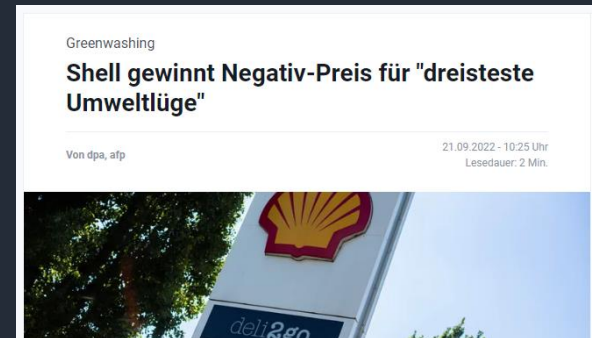 Greenwashing
Shell gewinnt Negativ-Preis für "dreisteste
Umweltlüge"
Von dpa, afp
21.09.2022 - 10:25 Uhr
Lesedauer: 2 Min.
deli2go